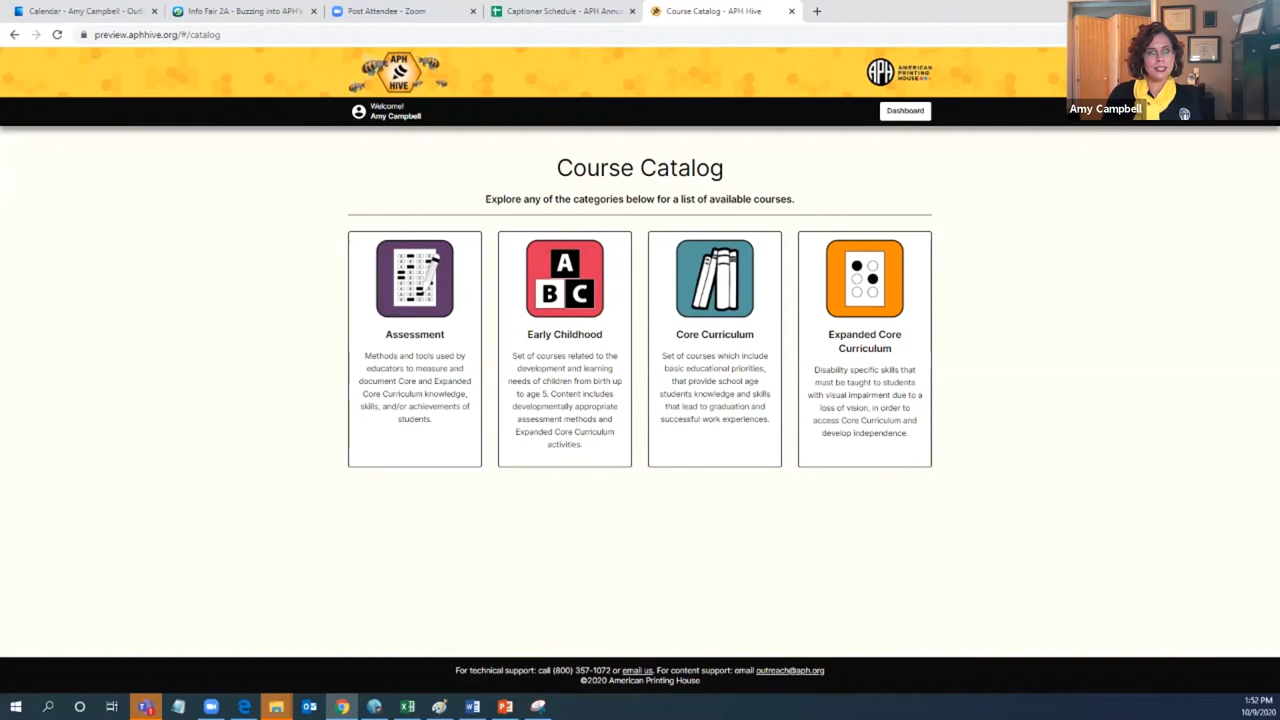 Calendar - Amy Campbell - Outl
Info Fair 2A - Buzzing into APH's
Post Attendee - Zoom
Captioner Schedule - APH Annu
Course Catalog - APH Hive
preview.aphhive.org/#/catalog
APH
HIVE
APH
AMERICAN
PRINTING
HOUSE
Welcome!
Amy Campbell
Dashboard
Amy Campbell
Course Catalog
Explore any of the categories below for a list of available courses.
A
B C
Assessment
Methods and tools used by
educators to measure and
document Core and Expanded
Core Curriculum knowledge,
skills, and/or achievements of
students.
Early Childhood
Set of courses related to the
development and learning
needs of children from birth up
to age 5. Content includes
developmentally appropriate
assessment methods and
Expanded Core Curriculum
activities.
Core Curriculum
Set of courses which include
basic educational priorities,
that provide school age
students knowledge and skills
that lead to graduation and
successful work experiences.
Expanded Core
Curriculum
Disability specific skills that
must be taught to students
with visual impairment due to a
loss of vision, in order to
access Core Curriculum and
develop independence.
For technical support: call (800) 357-1072 or email us. For content support: email outreach@aph.org
©2020 American Printing House
1:52 PM
10/9/2020